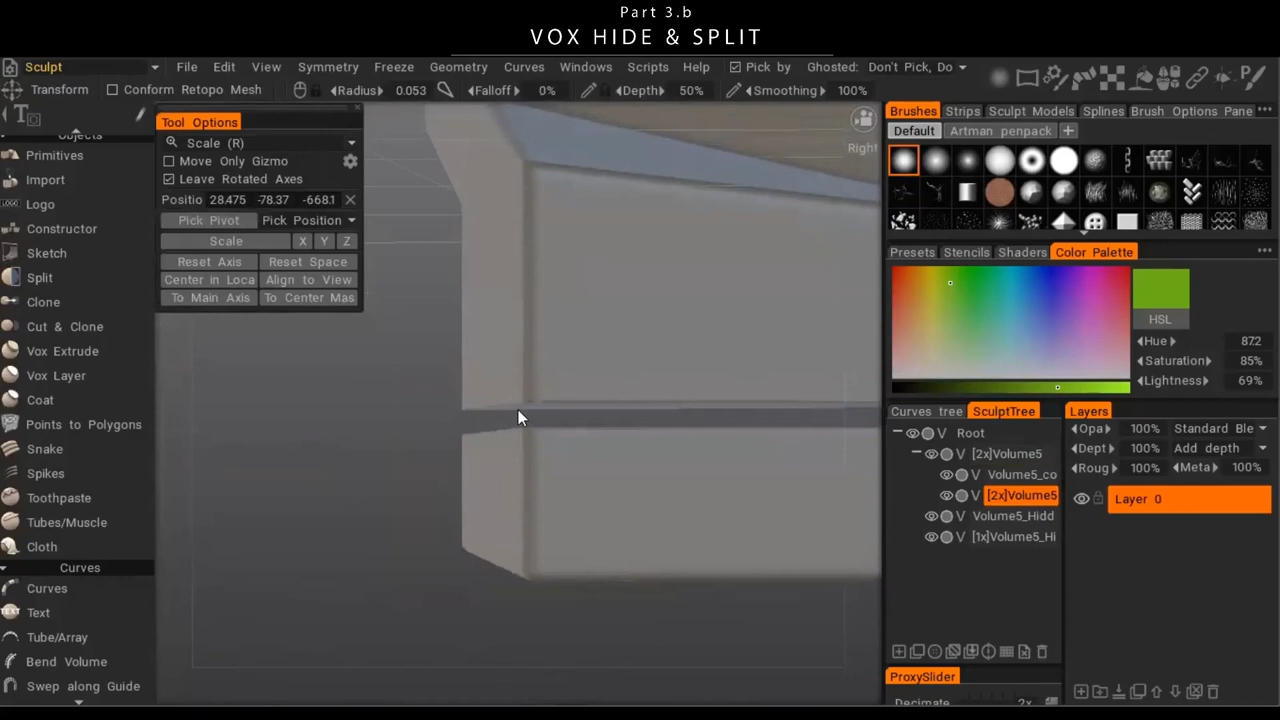 Part 3.b
VOX HIDE & SPLIT
Sculpt File Edit View Symmetry Freeze Geometry Curves Windows Scripts Help Pick by Ghosted: Don't Pick, Do
Transform Conform Retopo Mesh Radius 0.053 Falloff 0% Depth 50% Smoothing 100%
Objects
Primitives
Import
Logo
Constructor
Sketch
Split
Clone
Cut & Clone
Vox Extrude
Vox Layer
Coat
Points to Polygons
Snake
Spikes
Toothpaste
Tubes/Muscle
Cloth
Curves
Curves
Text
Tube/Array
Bend Volume
Swep along Guide
Tool Options
Scale (R)
Move Only Gizmo
Leave Rotated Axes
Positio 28.475 -78.37 -668.1
Pick Pivot Pick Position
Scale X Y Z
Reset Axis Reset Space
Center in Loca Align to View
To Main Axis To Center Mas
Right
Brushes Strips Sculpt Models Splines Brush Options Pane
Default Artman penpack
Presets Stencils Shaders Color Palette
HSL
Hue 87.2
Saturation 85%
Lightness 69%
Curves tree SculptTree
Root
[2x]Volume5
Volume5_co
[2x]Volume5
Volume5_Hidd
[1x]Volume5_Hi
ProxySlider
Decimate 2x
Layers
Opa 100% Standard Ble
Dept 100% Add depth
Roug 100% Meta 100%
Layer 0